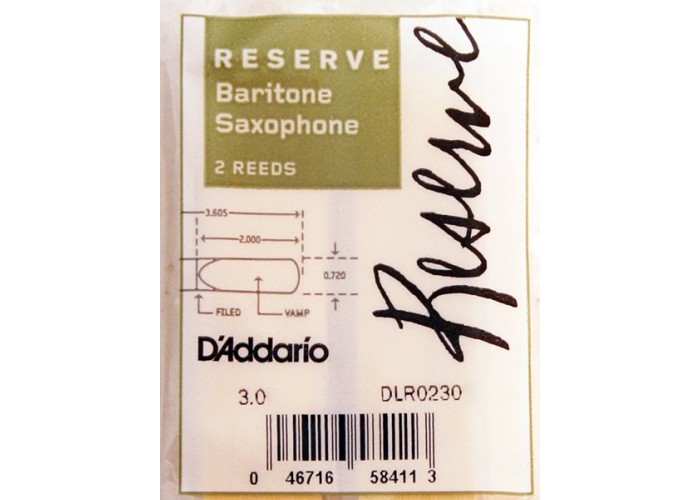 RESERVE
Baritone
Saxophone
2 REEDS
Reserve
3.605
2.000
0.720
FILED
VAMP
D'Addario
3.0
DLR0230
0 46716 58411 3